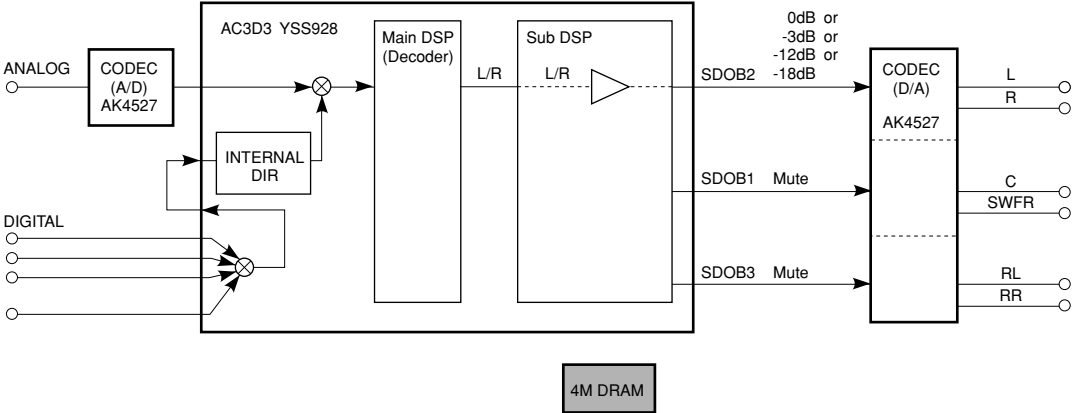 AC3D3 YSS928
ANALOG
CODEC
(A/D)
AK4527
INTERNAL
DIR
DIGITAL
Main DSP
(Decoder)
L/R
Sub DSP
L/R
0dB or
-3dB or
-12dB or
-18dB
SDOB2
SDOB1 Mute
SDOB3 Mute
CODEC
(D/A)
AK4527
L
R
C
SWFR
RL
RR
4M DRAM